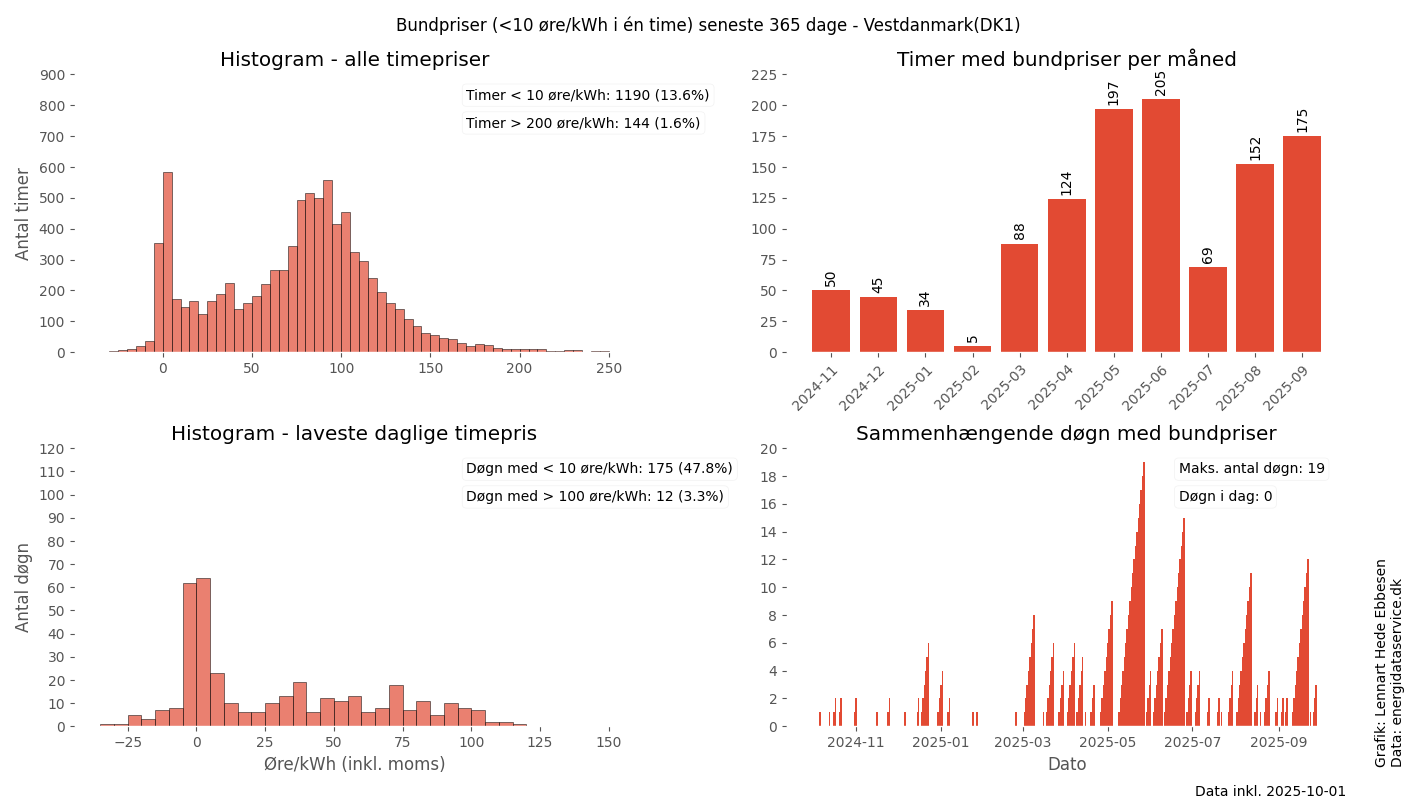 Bundpriser (<10 øre/kWh i én time) seneste 365 dage - Vestdanmark(DK1)
Histogram - alle timepriser
Timer < 10 øre/kWh: 1190 (13.6%)
Timer > 200 øre/kWh: 144 (1.6%)
Antal timer
900
800
700
600
500
400
300
200
100
0
0 50 100 150 200 250
Timer med bundpriser per måned
225
200
175
150
125
100
75
50
25
0
50 45 34 5 88 124 197 205 69 152 175
2024-11 2024-12 2025-01 2025-02 2025-03 2025-04 2025-05 2025-06 2025-07 2025-08 2025-09
Histogram - laveste daglige timepris
Døgn med < 10 øre/kWh: 175 (47.8%)
Døgn med > 100 øre/kWh: 12 (3.3%)
Antal døgn
120
110
100
90
80
70
60
50
40
30
20
10
0
−25 0 25 50 75 100 125 150
Øre/kWh (inkl. moms)
Sammenhængende døgn med bundpriser
Maks. antal døgn: 19
Døgn i dag: 0
20
18
16
14
12
10
8
6
4
2
0
2024-11 2025-01 2025-03 2025-05 2025-07 2025-09
Dato
Grafik: Lennart Hede Ebbesen
Data: energidataservice.dk
Data inkl. 2025-10-01